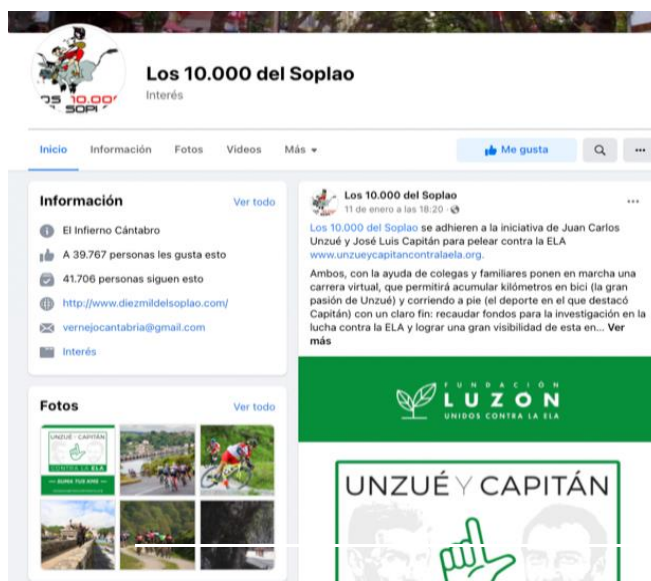 Los 10.000 del Soplao
Interés
Inicio Información Fotos Videos Más
Me gusta
Información Ver todo
El Infierno Cántabro
A 39.767 personas les gusta esto
41.706 personas siguen esto
http://www.diezmildelsoplao.com/
vernejocantabria@gmail.com
Interés
Fotos Ver todo
UNZUÉ Y CAPITÁN
CONTRA LA ELA
Los 10.000 del Soplao
11 de enero a las 18:20
Los 10.000 del Soplao se adhieren a la iniciativa de Juan Carlos
Unzué y José Luis Capitán para pelear contra la ELA
www.unzueycapitancontralaela.org.
Ambos, con la ayuda de colegas y familiares ponen en marcha una
carrera virtual, que permitirá acumular kilómetros en bici (la gran
pasión de Unzué) y corriendo a pie (el deporte en el que destacó
Capitán) con un claro fin: recaudar fondos para la investigación en la
lucha contra la ELA y lograr una gran visibilidad de esta en... Ver
más
FUNDACIÓN
LUZÓN
UNIDOS CONTRA LA ELA
UNZUÉ Y CAPITÁN